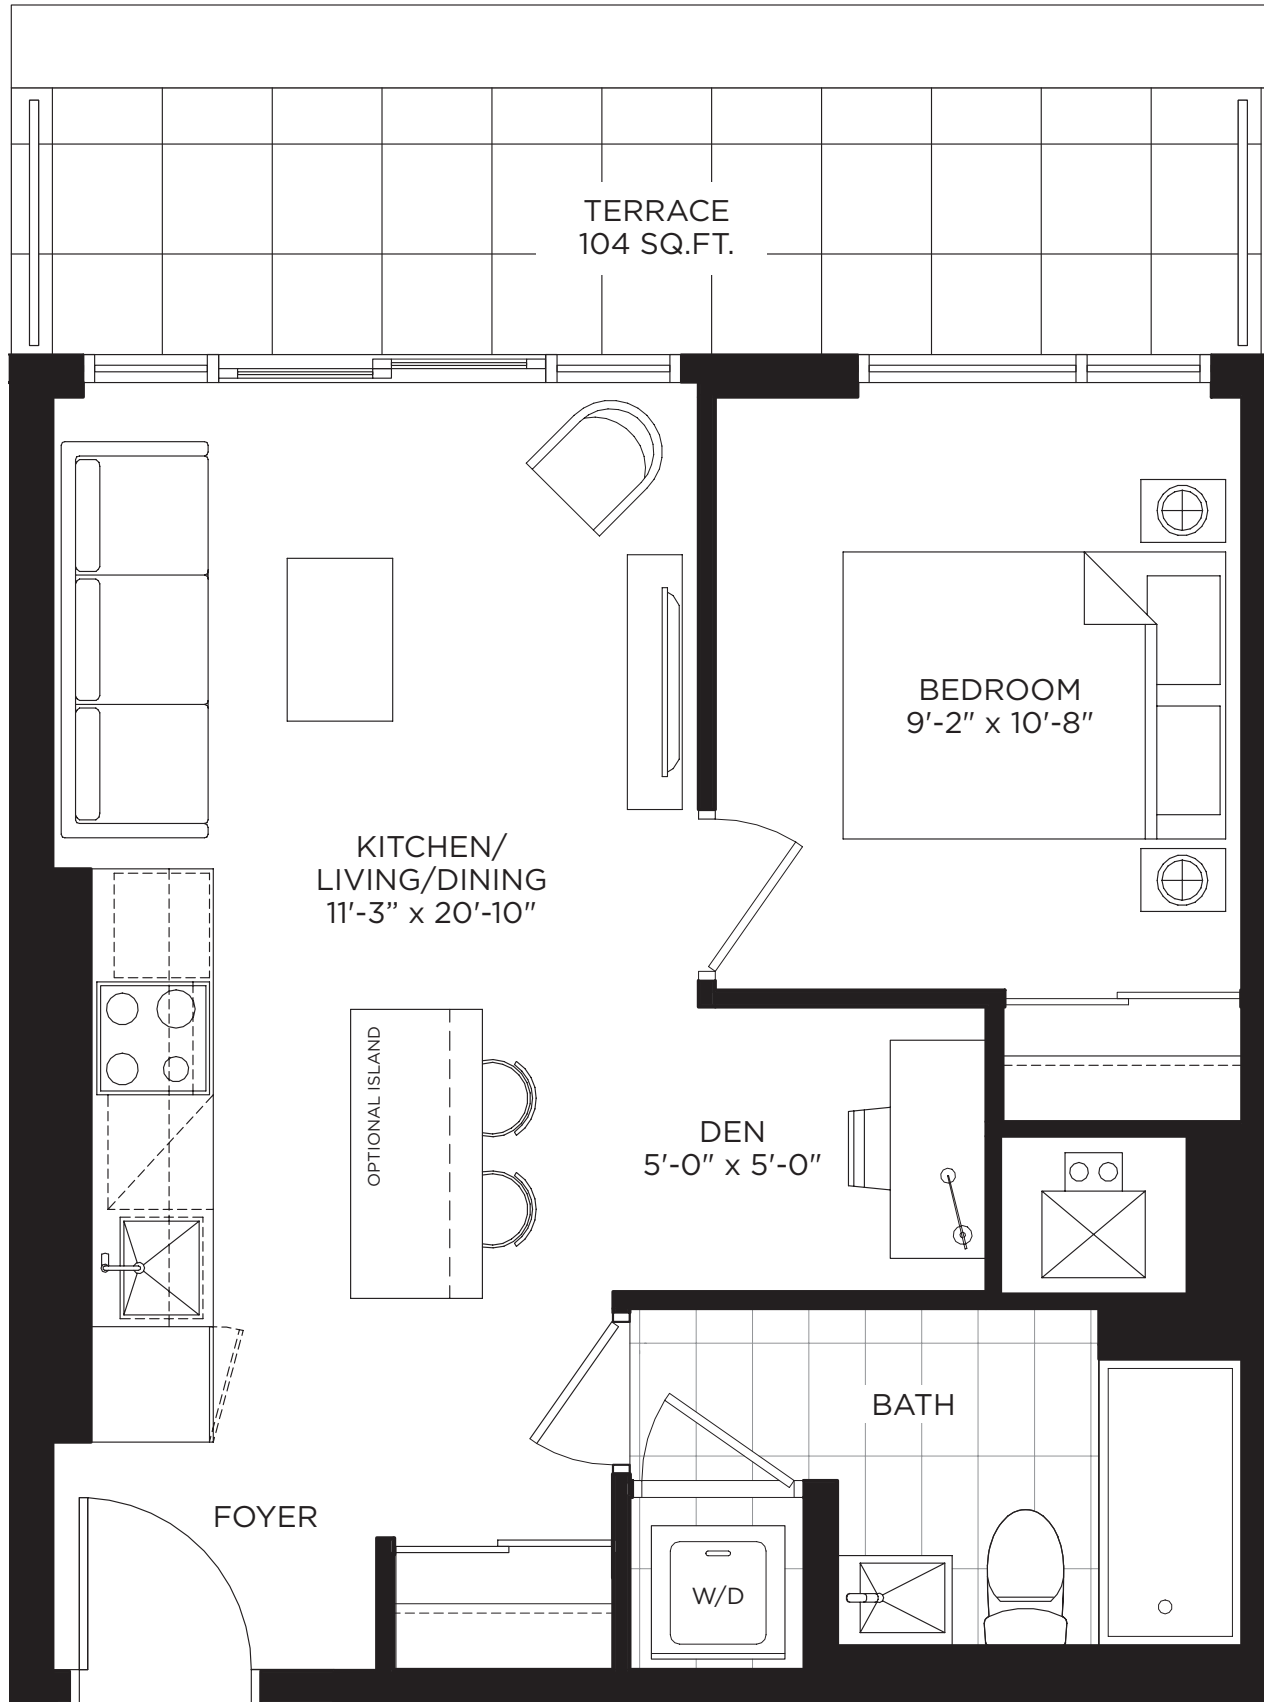 TERRACE
104 SQ.FT.
BEDROOM
9'-2" x 10'-8"
KITCHEN/
LIVING/DINING
11'-3” x 20'-10"
OPTIONAL ISLAND
DEN
5'-0" x 5'-0"
BATH
FOYER
W/D